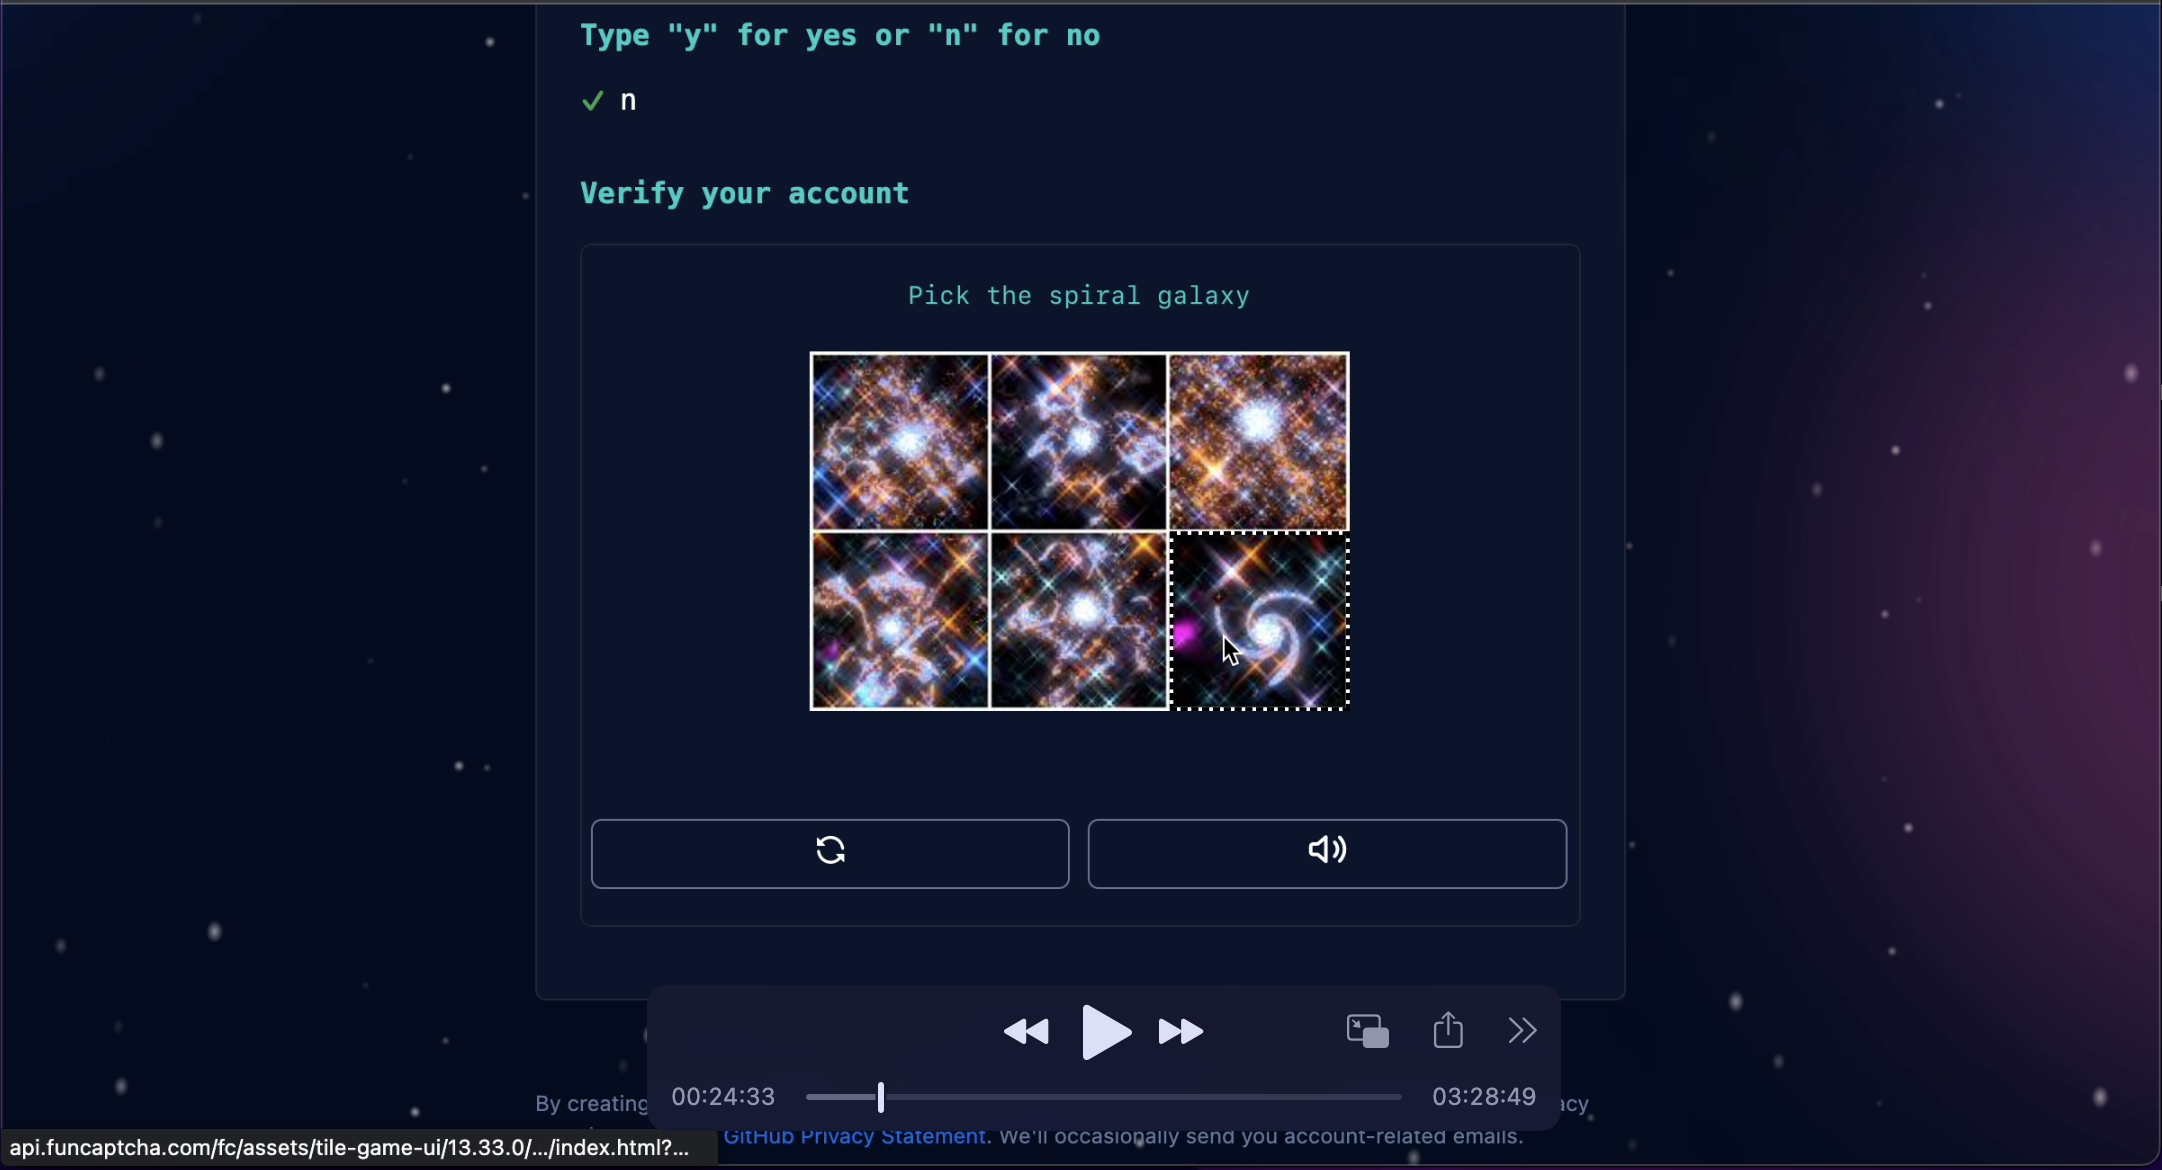 Type "y" for yes or "n" for no
n
Verify your account
Pick the spiral galaxy
00:24:33
03:28:49
By creating
acy
GitHub Privacy Statement. We'll occasionally send you account-related emails.
api.funcaptcha.com/fc/assets/tile-game-ui/13.33.0/.../index.html?...